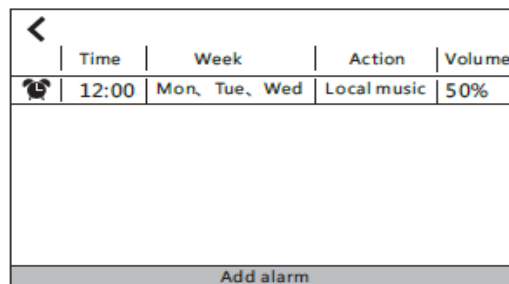 Time Week Action Volume
12:00 Mon、Tue、Wed Local music 50%
Add alarm